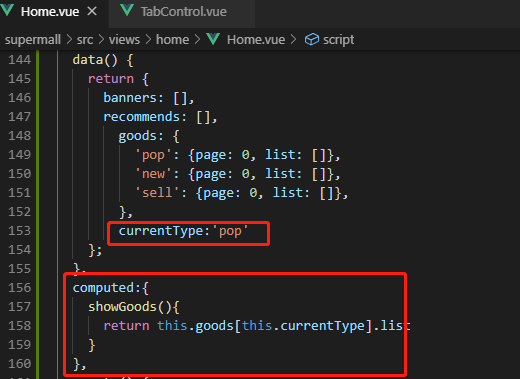 Home.vue × TabControl.vue
supermall > src > views > home > Home.vue > script
144 data() {
145 return {
146 banners: [],
147 recommends: [],
148 goods: {
149 'pop': {page: 0, list: []},
150 'new': {page: 0, list: []},
151 'sell': {page: 0, list: []},
152 },
153 currentType:'pop'
154 };
155 },
156 computed:{
157 showGoods(){
158 return this.goods[this.currentType].list
159 }
160 },